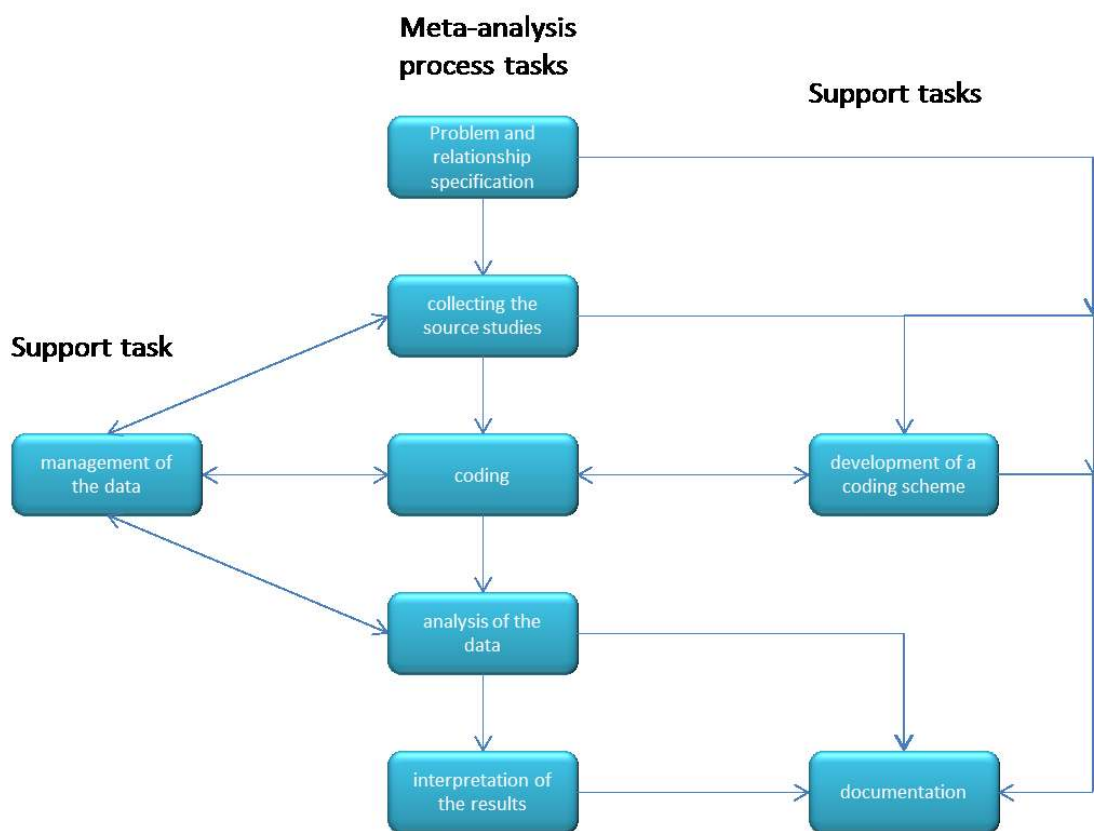 Meta-analysis
process tasks
Support tasks
Problem and
relationship
specification
collecting the
source studies
Support task
management of
the data
coding
development of a
coding scheme
analysis of the
data
interpretation of
the results
documentation